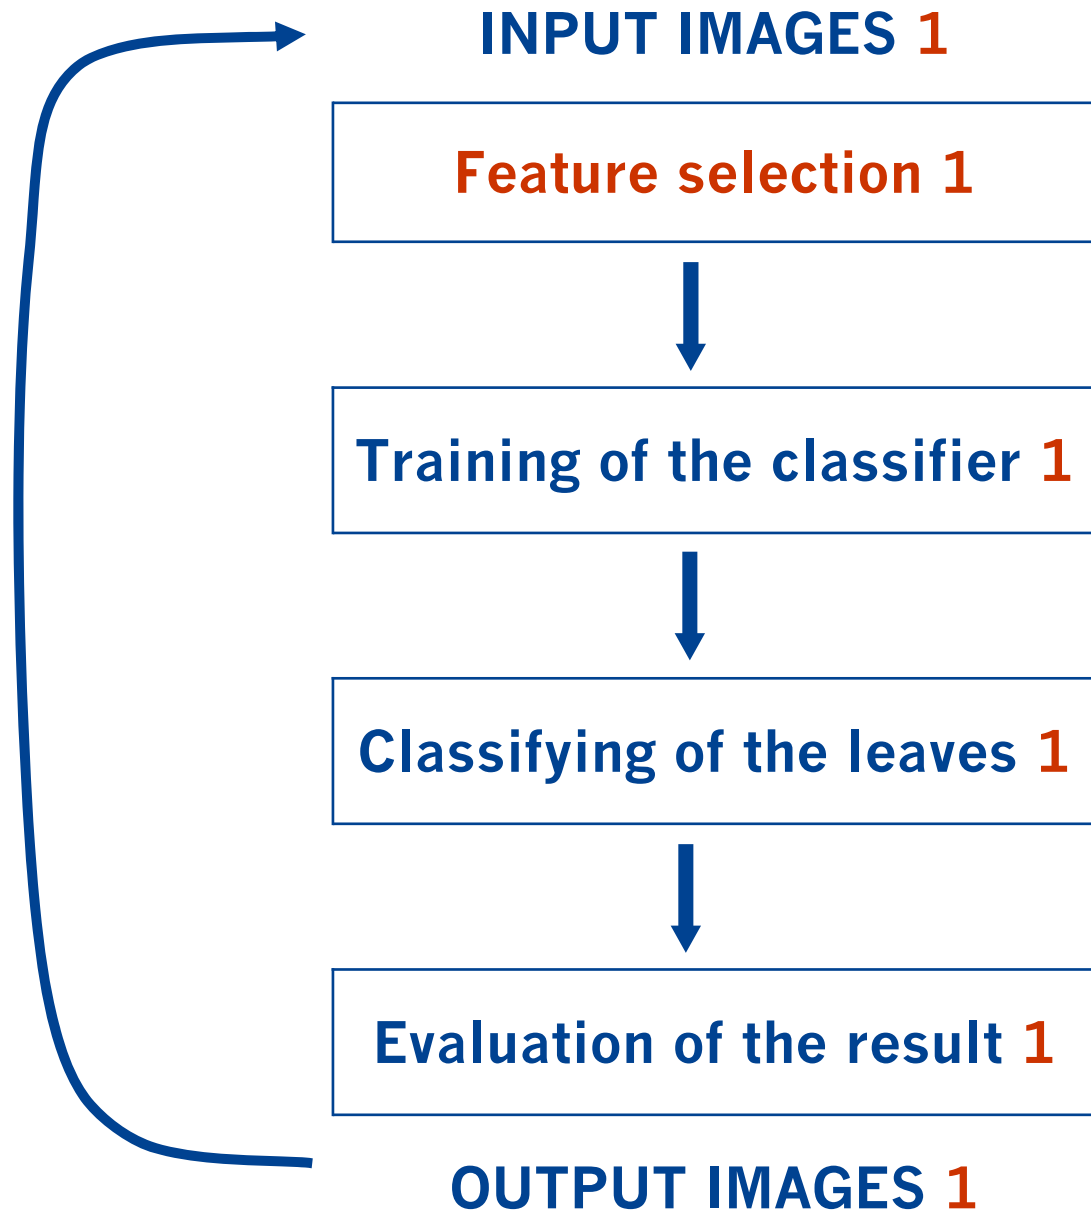 INPUT IMAGES 1
Feature selection 1
Training of the classifier 1
Classifying of the leaves 1
Evaluation of the result 1
OUTPUT IMAGES 1